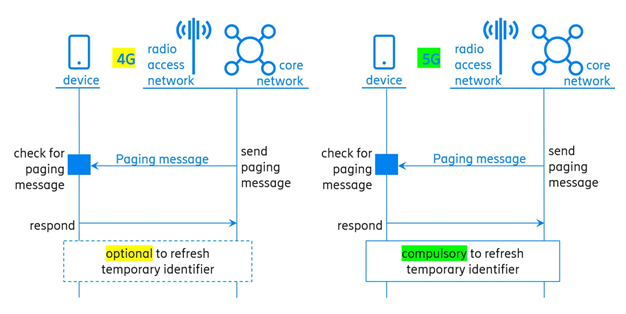 device
4G
radio
access
network
core
network
check for
paging
message
Paging message
send
paging
message
respond
optional to refresh
temporary identifier
device
5G
radio
access
network
core
network
check for
paging
message
Paging message
send
paging
message
respond
compulsory to refresh
temporary identifier